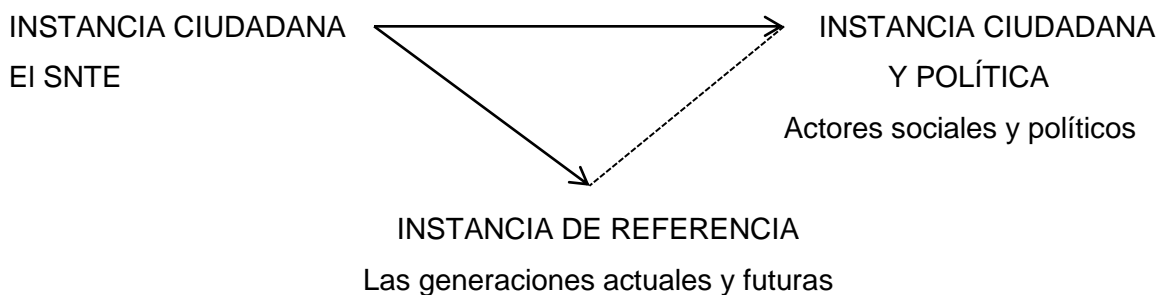 INSTANCIA CIUDADANA
El SNTE
INSTANCIA CIUDADANA
Y POLÍTICA
Actores sociales y políticos
INSTANCIA DE REFERENCIA
Las generaciones actuales y futuras